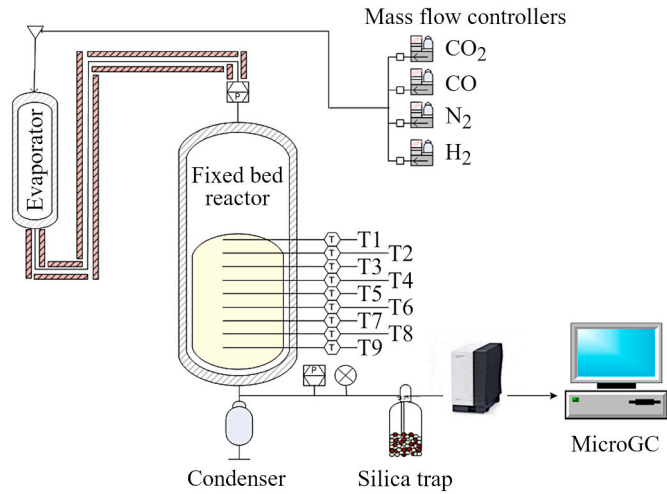 Mass flow controllers
CO₂
CO
N₂
H₂
P
Evaporator
Fixed bed
reactor
T T1
T T2
T T3
T T4
T T5
T T6
T T7
T T8
T T9
P
Condenser
Silica trap
MicroGC